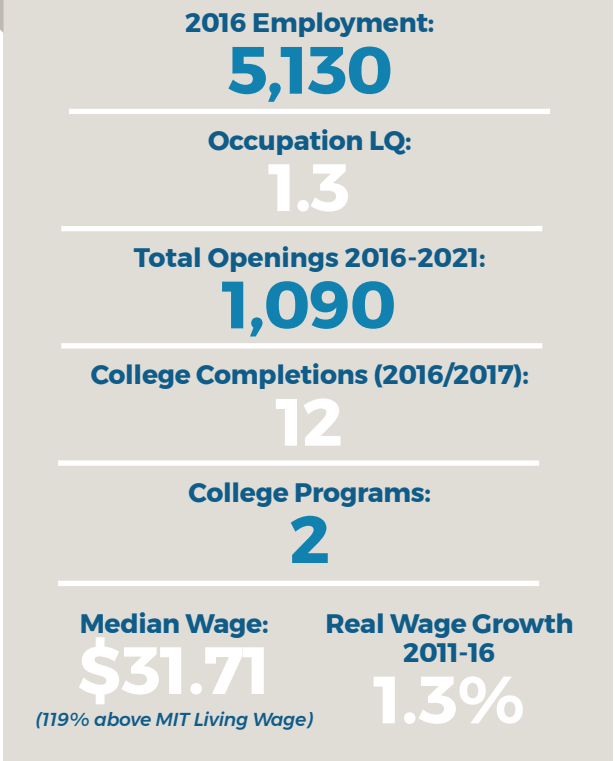 2016 Employment:
5,130
Occupation LQ:
1.3
Total Openings 2016-2021:
1,090
College Completions (2016/2017):
12
College Programs:
2
Median Wage:
$31.71
(119% above MIT Living Wage)
Real Wage Growth
2011-16
1.3%